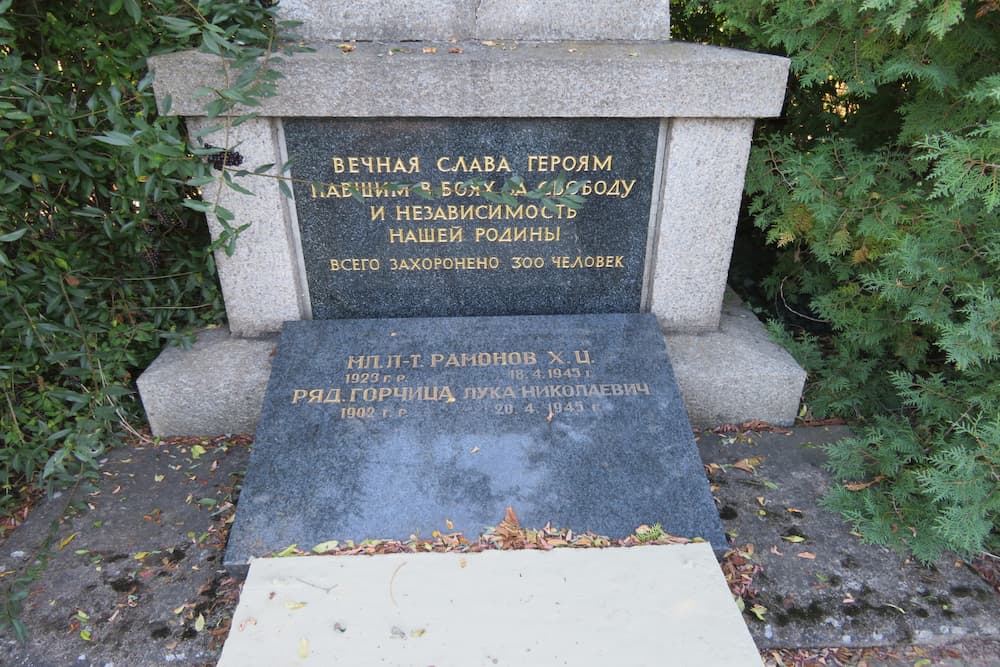 ВЕЧНАЯ СЛАВА ГЕРОЯМ
ПАВШИМ В БОЯХ ЗА СВОБОДУ
И НЕЗАВИСИМОСТЬ
НАШЕЙ РОДИНЫ
ВСЕГО ЗАХОРОНЕНО 300 ЧЕЛОВЕК
МЛ. Л-Т. РАМОНОВ Х. Ц.
1923 г. р. 18. 4. 1945 г.
РЯД. ГОРЧИЦА ЛУКА НИКОЛАЕВИЧ
1902 г. р. 20. 4. 1945 г.